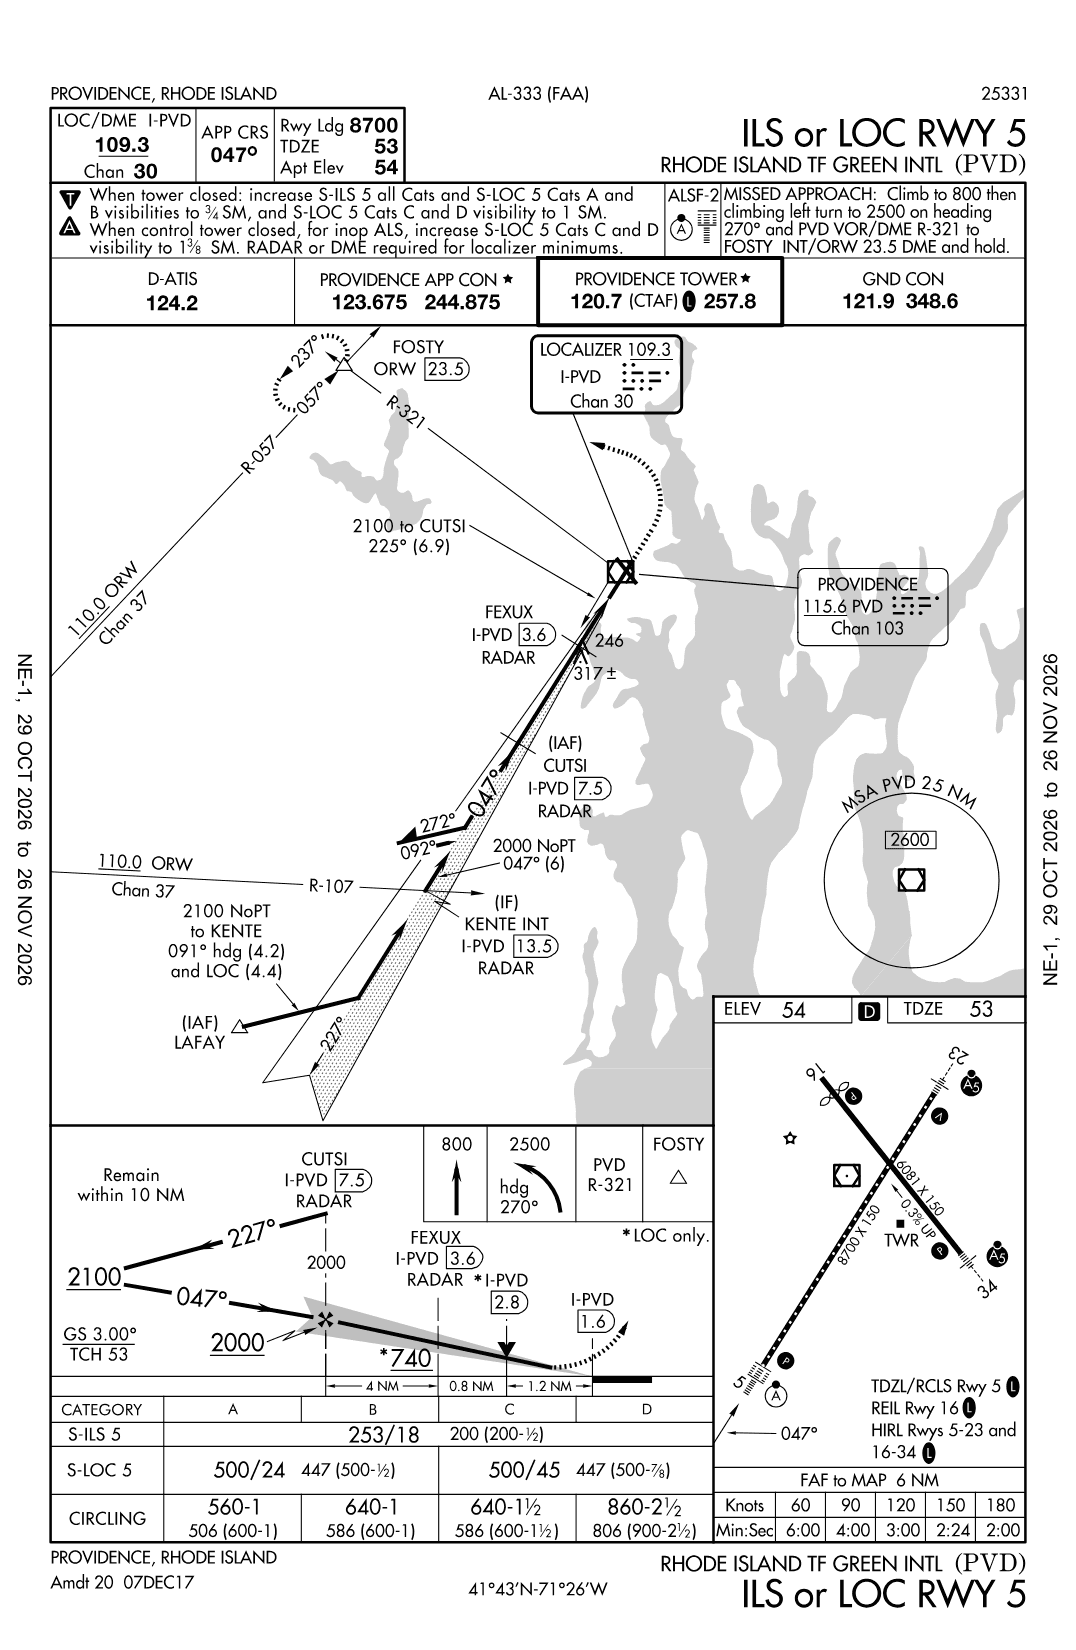 PROVIDENCE, RHODE ISLAND
AL-333 (FAA)
25331
LOC/DME I-PVD
109.3
Chan 30
APP CRS
047°
Rwy Ldg 8700
TDZE 53
Apt Elev 54
ILS or LOC RWY 5
RHODE ISLAND TF GREEN INTL (PVD)
T
A
When tower closed: increase S-ILS 5 all Cats and S-LOC 5 Cats A and
B visibilities to ¾ SM, and S-LOC 5 Cats C and D visibility to 1 SM.
When control tower closed, for inop ALS, increase S-LOC 5 Cats C and D
visibility to 1⅜ SM. RADAR or DME required for localizer minimums.
ALSF-2
A
MISSED APPROACH: Climb to 800 then
climbing left turn to 2500 on heading
270° and PVD VOR/DME R-321 to
FOSTY INT/ORW 23.5 DME and hold.
D-ATIS
124.2
PROVIDENCE APP CON ★
123.675 244.875
PROVIDENCE TOWER ★
120.7 (CTAF) L 257.8
GND CON
121.9 348.6
237°
057°
FOSTY
ORW 23.5
R-321
R-057
LOCALIZER 109.3
I-PVD
Chan 30
2100 to CUTSI
225° (6.9)
110.0 ORW
Chan 37
PROVIDENCE
115.6 PVD
Chan 103
FEXUX
I-PVD 3.6
RADAR
246
317 ±
(IAF)
CUTSI
I-PVD 7.5
RADAR
047°
272°
092°
2000 NoPT
047° (6)
110.0 ORW
Chan 37
R-107
(IF)
KENTE INT
I-PVD 13.5
RADAR
2100 NoPT
to KENTE
091° hdg (4.2)
and LOC (4.4)
(IAF)
LAFAY
227°
MSA PVD 25 NM
2600
NE-1, 29 OCT 2026 to 26 NOV 2026
NE-1, 29 OCT 2026 to 26 NOV 2026
ELEV 54
D
TDZE 53
16
23
P
A5
V
6081 X 150
0.3% UP
8700 X 150
TWR
P
A5
34
5
P
A
047°
TDZL/RCLS Rwy 5 L
REIL Rwy 16 L
HIRL Rwys 5-23 and
16-34 L
FAF to MAP 6 NM
Knots 60 90 120 150 180
Min:Sec 6:00 4:00 3:00 2:24 2:00
Remain
within 10 NM
CUTSI
I-PVD 7.5
RADAR
227°
2100
047°
2000
2000
GS 3.00°
TCH 53
FEXUX
I-PVD 3.6
RADAR
*I-PVD
2.8
I-PVD
1.6
*740
4 NM
0.8 NM
1.2 NM
800
2500
hdg
270°
PVD
R-321
FOSTY
*LOC only.
CATEGORY A B C D
S-ILS 5 253/18 200 (200-½)
S-LOC 5 500/24 447 (500-½) 500/45 447 (500-⅞)
CIRCLING
560-1 640-1 640-1½ 860-2½
506 (600-1) 586 (600-1) 586 (600-1½) 806 (900-2½)
PROVIDENCE, RHODE ISLAND
Amdt 20 07DEC17
41°43'N-71°26'W
RHODE ISLAND TF GREEN INTL (PVD)
ILS or LOC RWY 5